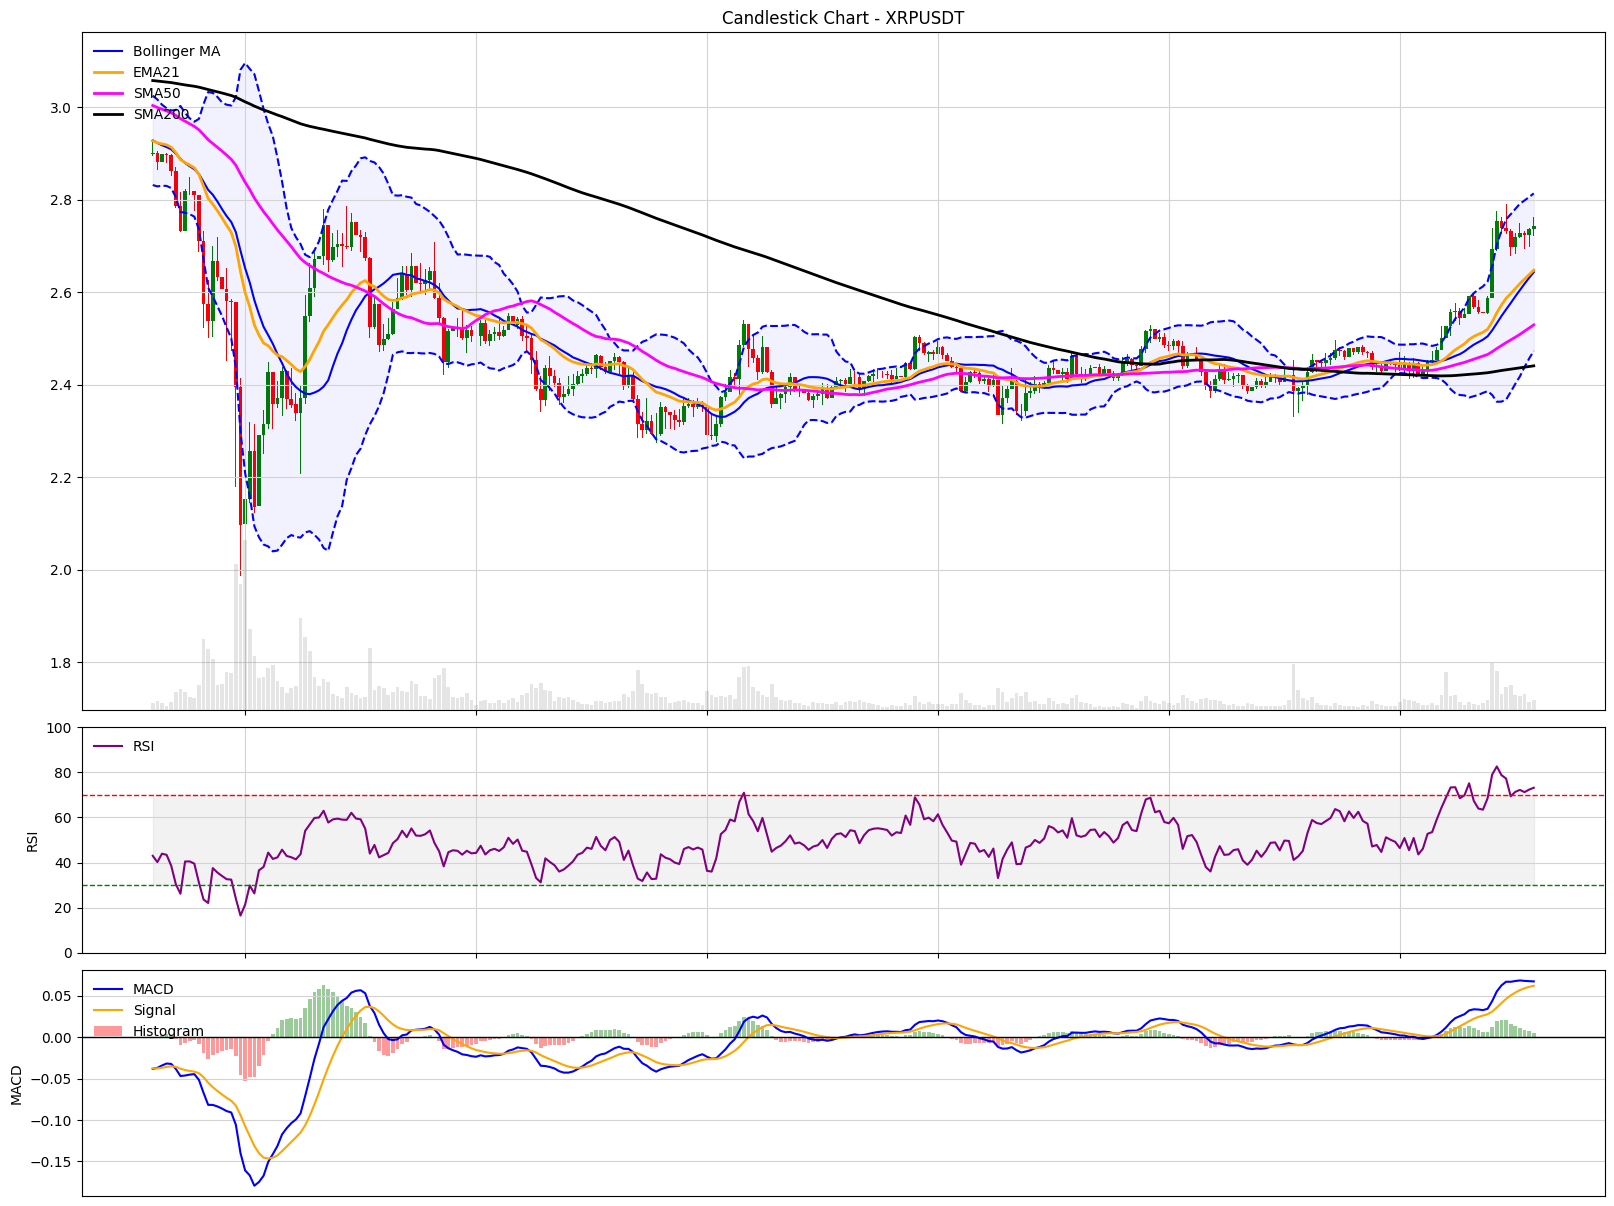 Candlestick Chart - XRPUSDT
Bollinger MA
EMA21
SMA50
SMA200
3.0
2.8
2.6
2.4
2.2
2.0
1.8
100
80
60
40
20
0
RSI
RSI
0.05
0.00
−0.05
−0.10
−0.15
MACD
MACD
Signal
Histogram